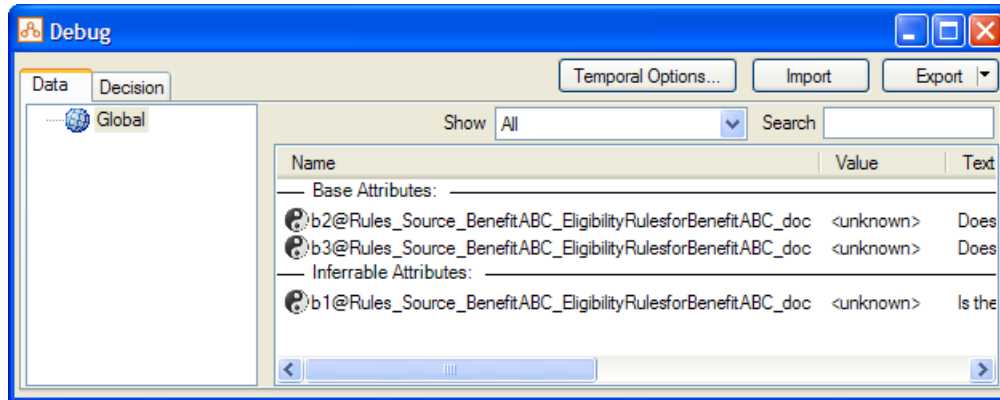 Debug
Data Decision Temporal Options... Import Export
Global Show All Search
Name Value Text
Base Attributes:
b2@Rules_Source_BenefitABC_EligibilityRulesforBenefitABC_doc <unknown> Does
b3@Rules_Source_BenefitABC_EligibilityRulesforBenefitABC_doc <unknown> Does
Inferrable Attributes:
b1@Rules_Source_BenefitABC_EligibilityRulesforBenefitABC_doc <unknown> Is the